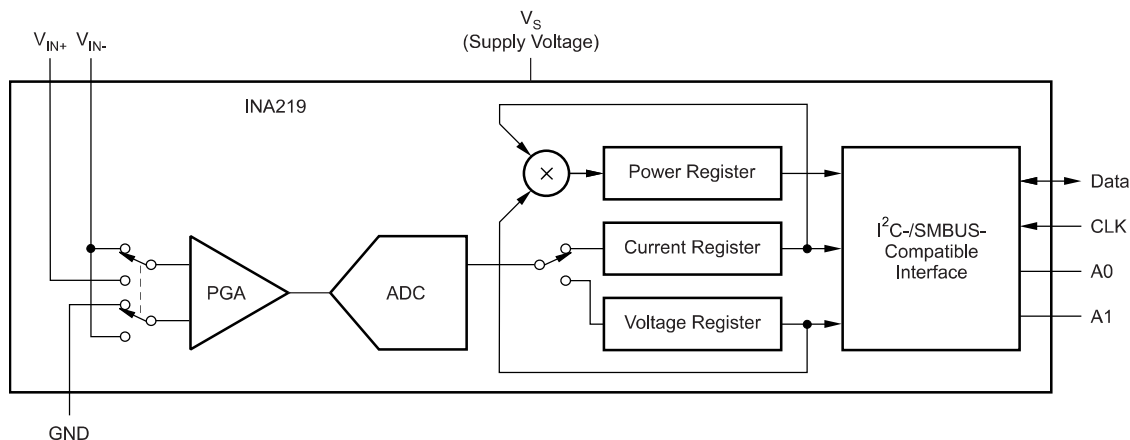 V_S
(Supply Voltage)
V_IN+
V_IN-
INA219
Power Register
×
Data
CLK
I²C-/SMBUS-
Compatible
Interface
Current Register
PGA
ADC
A0
Voltage Register
A1
GND